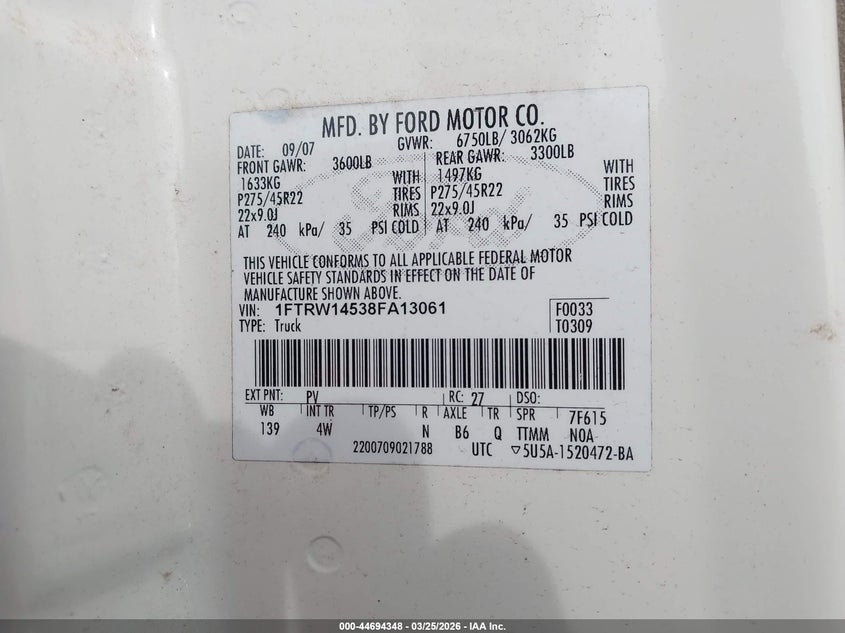 MFD. BY FORD MOTOR CO.
DATE: 09/07 GVWR: 6750LB/ 3062KG
FRONT GAWR: 3600LB REAR GAWR: 3300LB
1633KG WITH 1497KG WITH
P275/45R22 TIRES P275/45R22 TIRES
22x9.0J RIMS 22x9.0J RIMS
AT 240 kPa/ 35 PSI COLD AT 240 kPa/ 35 PSI COLD
THIS VEHICLE CONFORMS TO ALL APPLICABLE FEDERAL MOTOR
VEHICLE SAFETY STANDARDS IN EFFECT ON THE DATE OF
MANUFACTURE SHOWN ABOVE.
VIN: 1FTRW14538FA13061 F0033
TYPE: Truck T0309
EXT PNT: PV RC: 27 DSO:
WB INT TR TP/PS R AXLE TR SPR 7F615
139 4W N B6 Q TTMM NOA
2200709021788 UTC ▽5U5A-1520472-BA
Ford
000-44694348 | 03/25/2026 | IAA Inc.